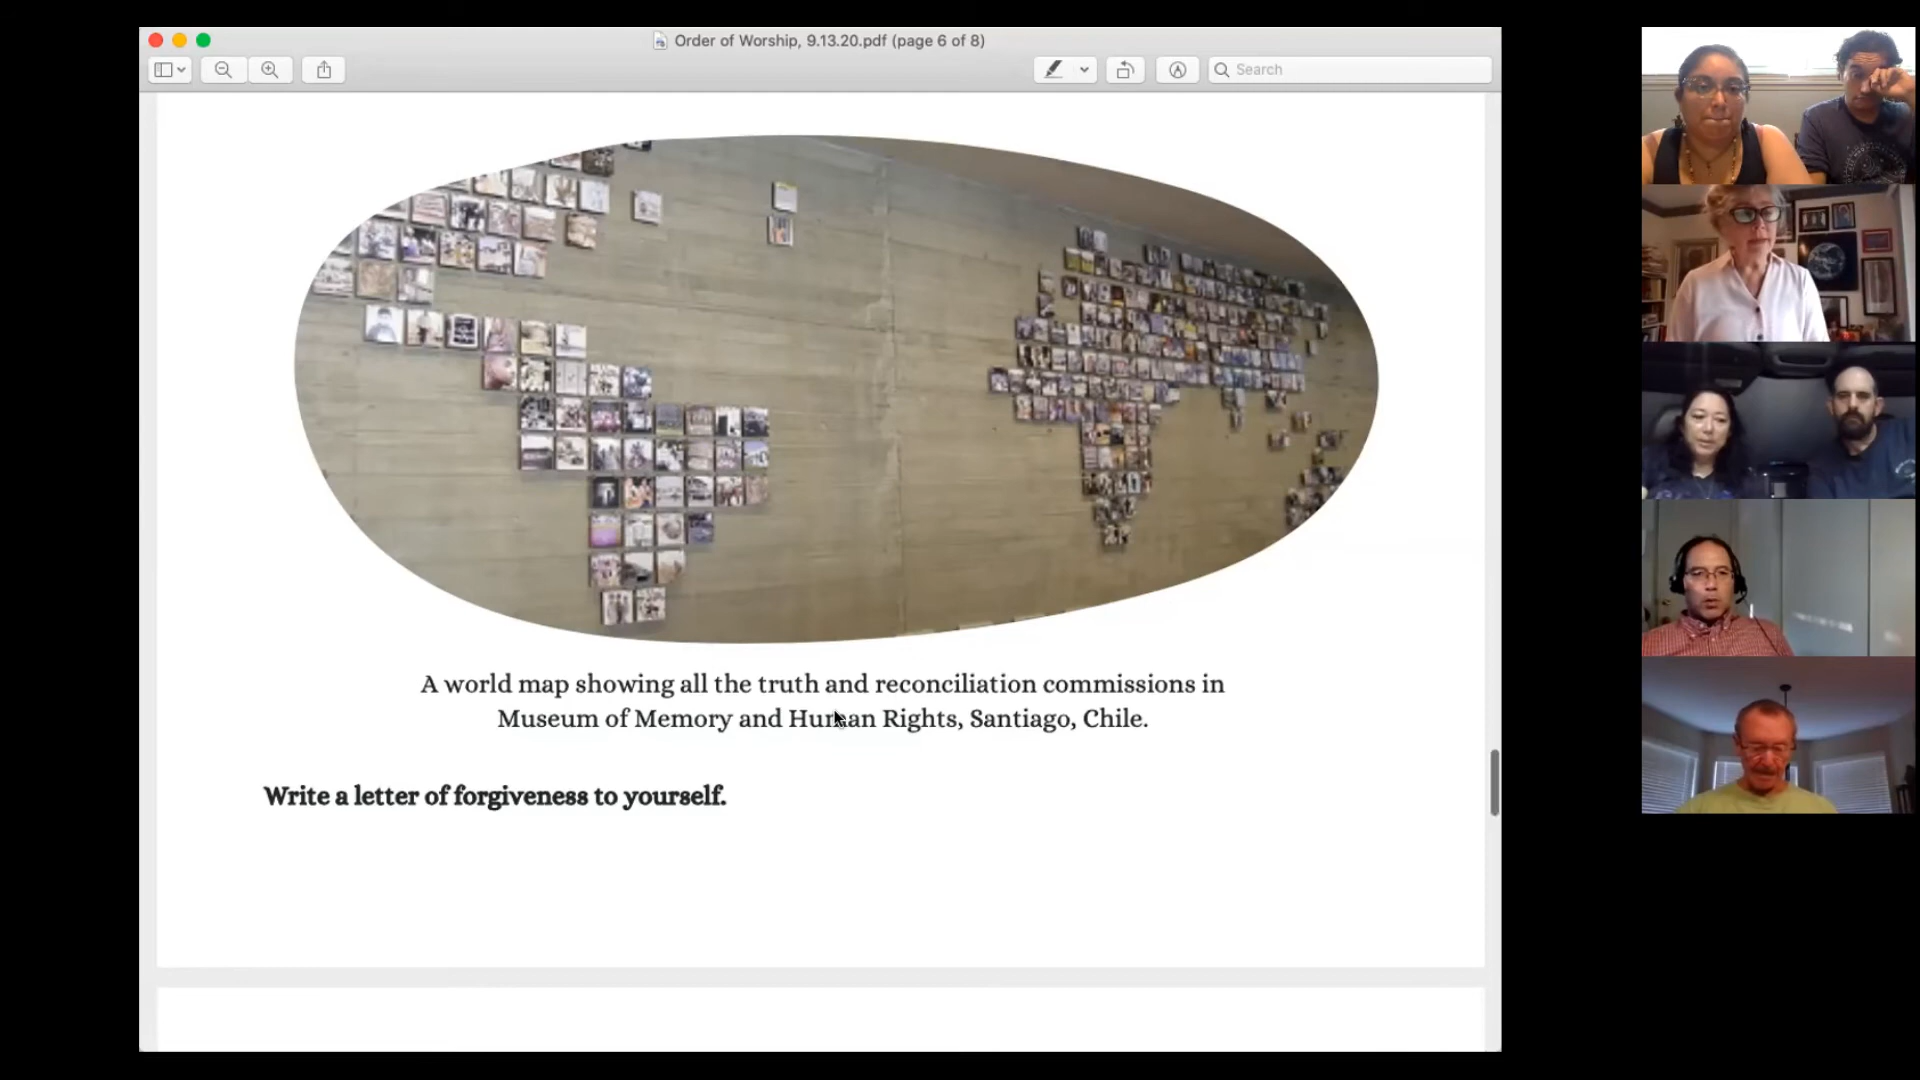 Order of Worship, 9.13.20.pdf (page 6 of 8)
Search
A world map showing all the truth and reconciliation commissions in
Museum of Memory and Human Rights, Santiago, Chile.
Write a letter of forgiveness to yourself.